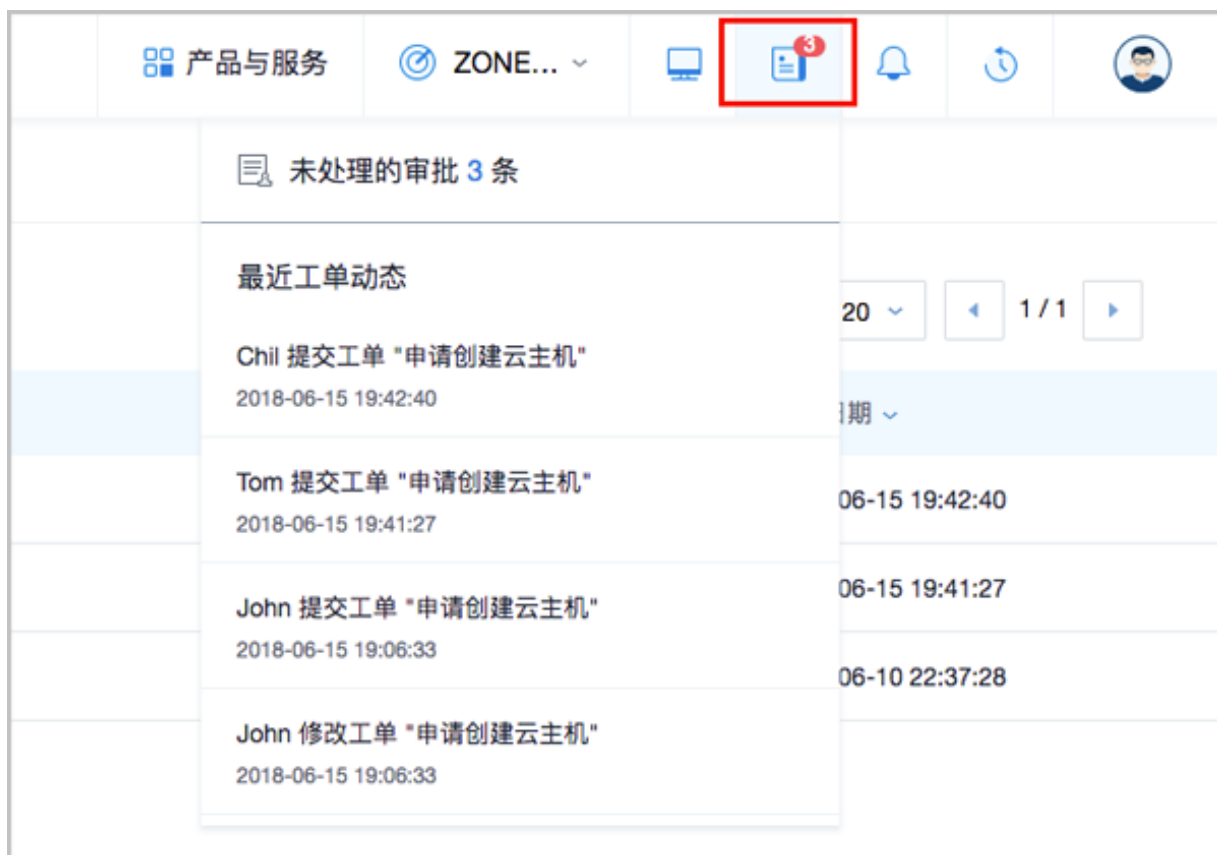 产品与服务 ZONE... 3
未处理的审批 3 条
最近工单动态
20 1 / 1
Chil 提交工单 "申请创建云主机"
2018-06-15 19:42:40
期
Tom 提交工单 "申请创建云主机"
2018-06-15 19:41:27
06-15 19:42:40
John 提交工单 "申请创建云主机"
2018-06-15 19:06:33
06-15 19:41:27
06-10 22:37:28
John 修改工单 "申请创建云主机"
2018-06-15 19:06:33